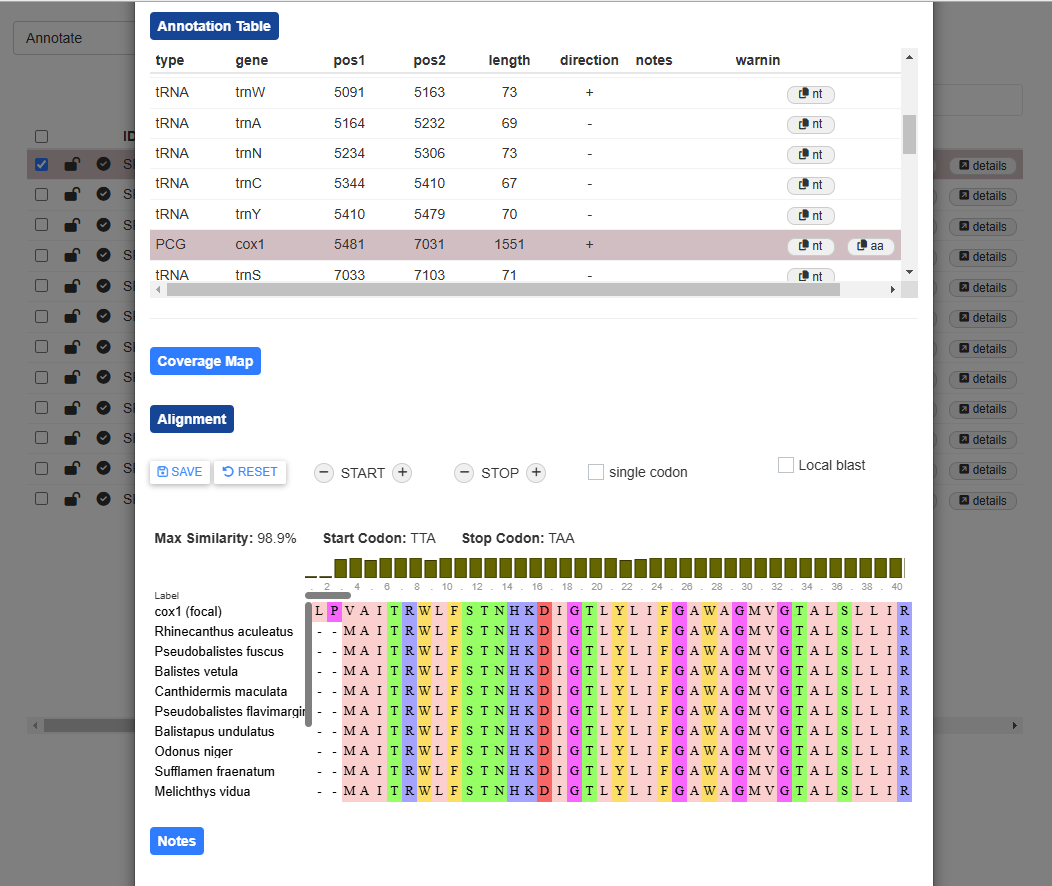 Annotation Table
Annotate
type gene pos1 pos2 length direction notes warnin
tRNA trnW 5091 5163 73 + nt
tRNA trnA 5164 5232 69 - nt
ID
tRNA trnN 5234 5306 73 - nt
details
tRNA trnC 5344 5410 67 - nt
details
tRNA trnY 5410 5479 70 - nt
details
PCG cox1 5481 7031 1551 + nt aa
details
tRNA trnS 7033 7103 71 - nt
details
details
details
Coverage Map
details
details
Alignment
details
SAVE RESET START STOP single codon Local blast
details
details
Max Similarity: 98.9% Start Codon: TTA Stop Codon: TAA
. 2 . 4 . 6 . 8 . 10 . 12 . 14 . 16 . 18 . 20 . 22 . 24 . 26 . 28 . 30 . 32 . 34 . 36 . 38 . 40
Label
cox1 (focal) L P V A I T R W L F S T N H K D I G T L Y L I F G A W A G M V G T A L S L L I R
Rhinecanthus aculeatus - - M A I T R W L F S T N H K D I G T L Y L I F G A W A G M V G T A L S L L I R
Pseudobalistes fuscus - - M A I T R W L F S T N H K D I G T L Y L I F G A W A G M V G T A L S L L I R
Balistes vetula - - M A I T R W L F S T N H K D I G T L Y L I F G A W A G M V G T A L S L L I R
Canthidermis maculata - - M A I T R W L F S T N H K D I G T L Y L I F G A W A G M V G T A L S L L I R
Pseudobalistes flavimargin - - M A I T R W L F S T N H K D I G T L Y L I F G A W A G M V G T A L S L L I R
Balistapus undulatus - - M A I T R W L F S T N H K D I G T L Y L I F G A W A G M V G T A L S L L I R
Odonus niger - - M A I T R W L F S T N H K D I G T L Y L I F G A W A G M V G T A L S L L I R
Sufflamen fraenatum - - M A I T R W L F S T N H K D I G T L Y L I F G A W A G M V G T A L S L L I R
Melichthys vidua - - M A I T R W L F S T N H K D I G T L Y L I F G A W A G M V G T A L S L L I R
Notes